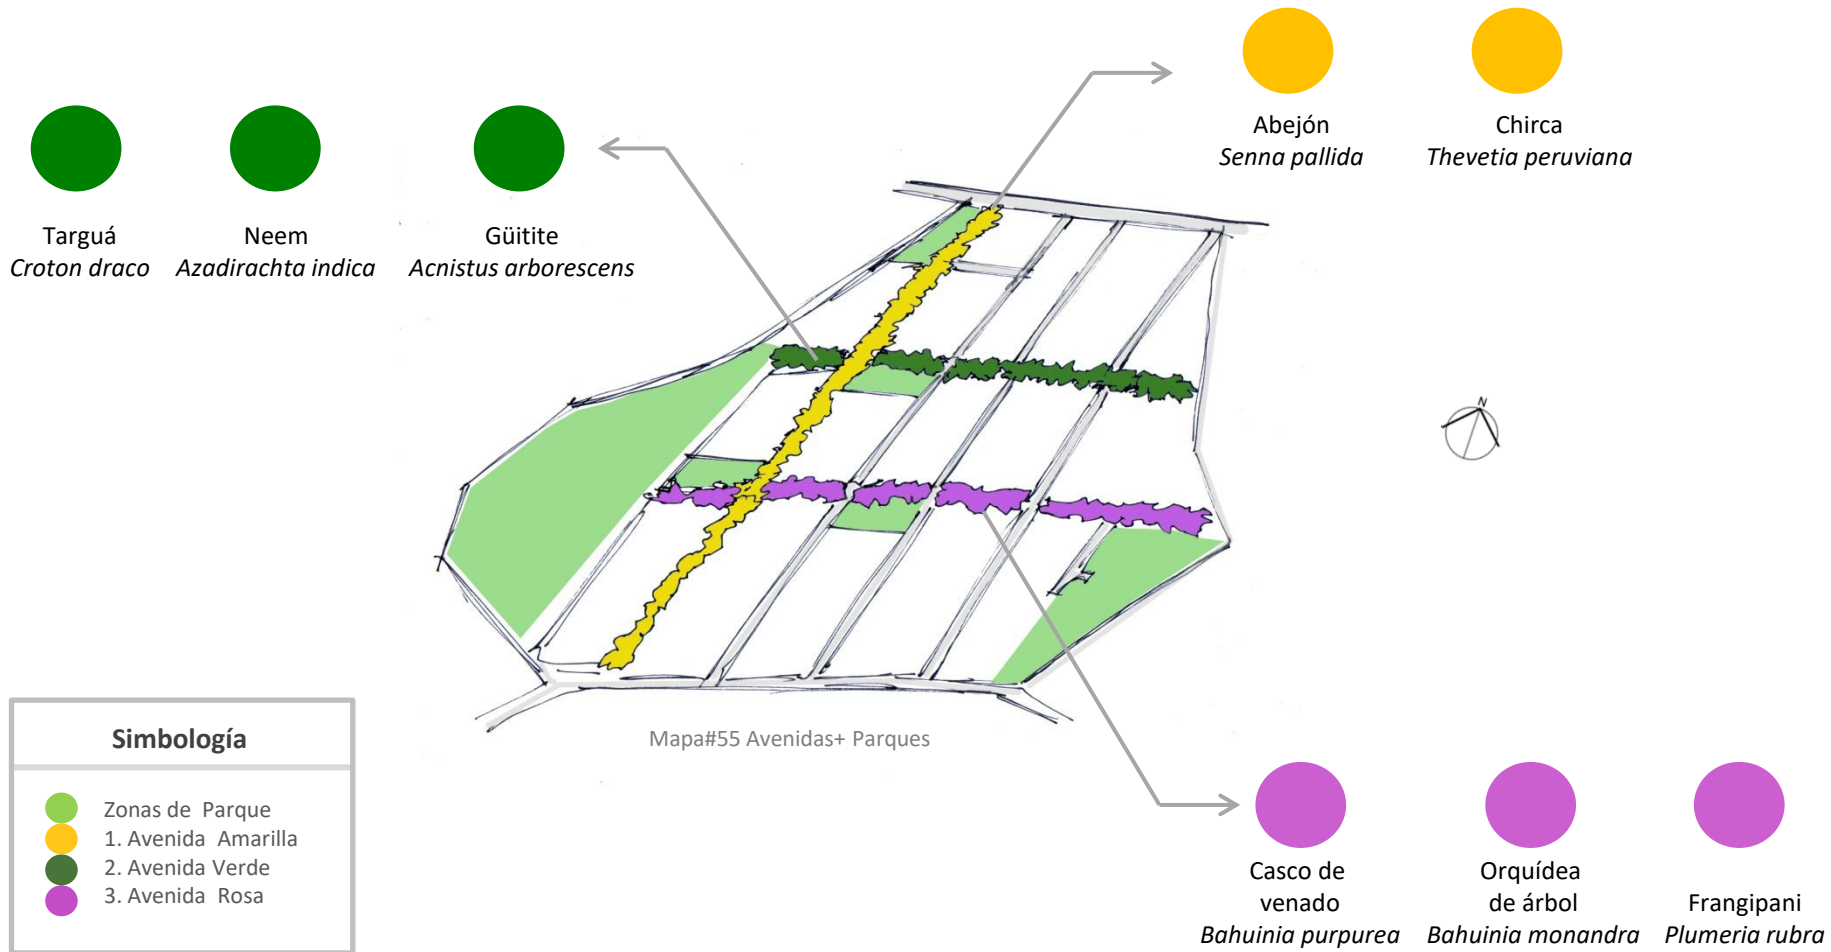 Abejón
Senna pallida
Chirca
Thevetia peruviana
Targuá
Croton draco
Neem
Azadirachta indica
Güitite
Acnistus arborescens
N
Mapa#55 Avenidas+ Parques
Simbología
Zonas de Parque
1. Avenida Amarilla
2. Avenida Verde
3. Avenida Rosa
Casco de
venado
Bahuinia purpurea
Orquídea
de árbol
Bahuinia monandra
Frangipani
Plumeria rubra